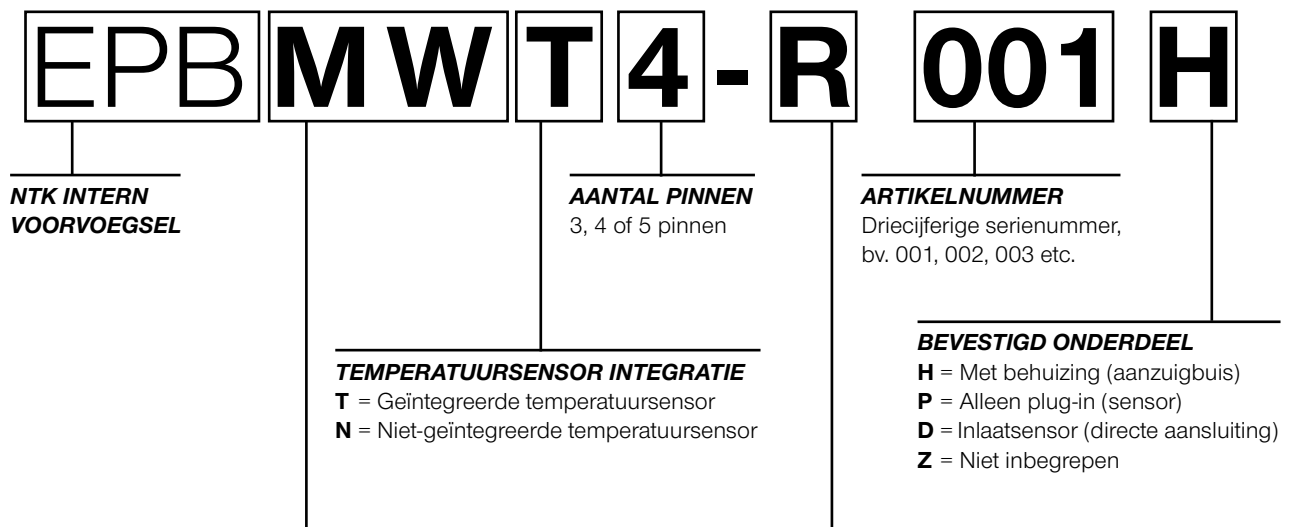 EPB MW T 4 - R 001 H
NTK INTERN
VOORVOEGSEL
AANTAL PINNEN
3, 4 of 5 pinnen
ARTIKELNUMMER
Driecijferige serienummer,
bv. 001, 002, 003 etc.
TEMPERATUURSENSOR INTEGRATIE
T = Geïntegreerde temperatuursensor
N = Niet-geïntegreerde temperatuursensor
BEVESTIGD ONDERDEEL
H = Met behuizing (aanzuigbuis)
P = Alleen plug-in (sensor)
D = Inlaatsensor (directe aansluiting)
Z = Niet inbegrepen